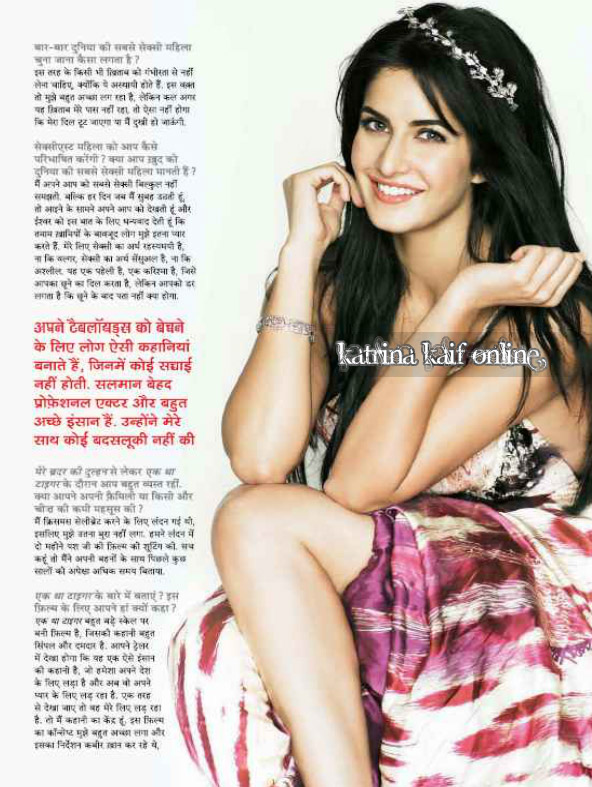 बार-बार दुनिया की सबसे सेक्सी महिला
चुना जाना कैसा लगता है ?
इस तरह के किसी भी ख़िताब को गंभीरता से नहीं
लेना चाहिए, क्योंकि ये अस्थायी होते हैं. इस वक़्त
तो मुझे बहुत अच्छा लग रहा है, लेकिन कल अगर
यह ख़िताब मेरे पास नहीं रहा, तो ऐसा नहीं होगा
कि मेरा दिल टूट जाएगा या मैं दुखी हो जाऊंगी.
सेक्सीएस्ट महिला को आप कैसे
परिभाषित करेंगी ? क्या आप ख़ुद को
दुनिया की सबसे सेक्सी महिला मानती हैं ?
मैं अपने आप को सबसे सेक्सी बिल्कुल नहीं
समझती. बल्कि हर दिन जब मैं सुबह उठती हूं,
तो आइने के सामने अपने आप को देखती हूं और
ईश्वर को इस बात के लिए धन्यवाद देती हूं कि
तमाम ख़ामियों के बावजूद लोग मुझे इतना प्यार
करते हैं. मेरे लिए सेक्सी का अर्थ रहस्यमयी है,
ना कि वल्गर, सेक्सी का अर्थ सेंसुअल है, ना कि
अश्लील. यह एक पहेली है, एक करिश्मा है, जिसे
आपका छूने का दिल करता है, लेकिन आपको डर
लगता है कि छूने के बाद पता नहीं क्या होगा.
अपने टैबलॉइड्स को बेचने
के लिए लोग ऐसी कहानियां
बनाते हैं, जिनमें कोई सच्चाई
नहीं होती. सलमान बेहद
प्रोफ़ेशनल एक्टर और बहुत
अच्छे इंसान हैं. उन्होंने मेरे
साथ कोई बदसलूकी नहीं की
katrina kaif online
मेरे ब्रदर की दुल्हन से लेकर एक था
टाइगर के दौरान आप बहुत व्यस्त रहीं.
क्या आपने अपनी फ़ैमिली या किसी और
चीज़ की कमी महसूस की ?
मैं क्रिसमस सेलीब्रेट करने के लिए लंदन गई थी,
इसलिए मुझे उतना बुरा नहीं लगा. हमने लंदन में
दो महीने यश जी की फ़िल्म की शूटिंग की. सच
कहूं तो मैंने अपनी बहनों के साथ पिछले कुछ
सालों की अपेक्षा अधिक समय बिताया.
एक था टाइगर के बारे में बताएं ? इस
फ़िल्म के लिए आपने हां क्यों कहा ?
एक था टाइगर बहुत बड़े स्केल पर
बनी फ़िल्म है, जिसकी कहानी बहुत
सिंपल और दमदार है. आपने ट्रेलर
में देखा होगा कि यह एक ऐसे इंसान
की कहानी है, जो हमेशा अपने देश
के लिए लड़ा है और अब वो अपने
प्यार के लिए लड़ रहा है. एक तरह
से देखा जाए तो वह मेरे लिए लड़ रहा
है. तो मैं कहानी का केंद्र हूं. इस फ़िल्म
का कॉन्सेप्ट मुझे बहुत अच्छा लगा और
इसका निर्देशन कबीर ख़ान कर रहे थे,